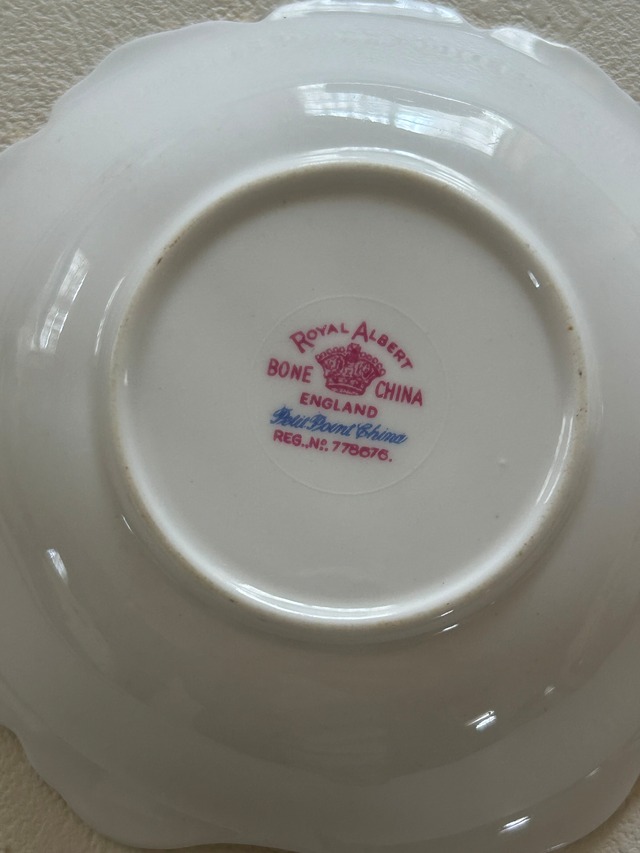 ROYAL ALBERT
BONE CHINA
ENGLAND
Petit Point China
REG. Nº. 778676.